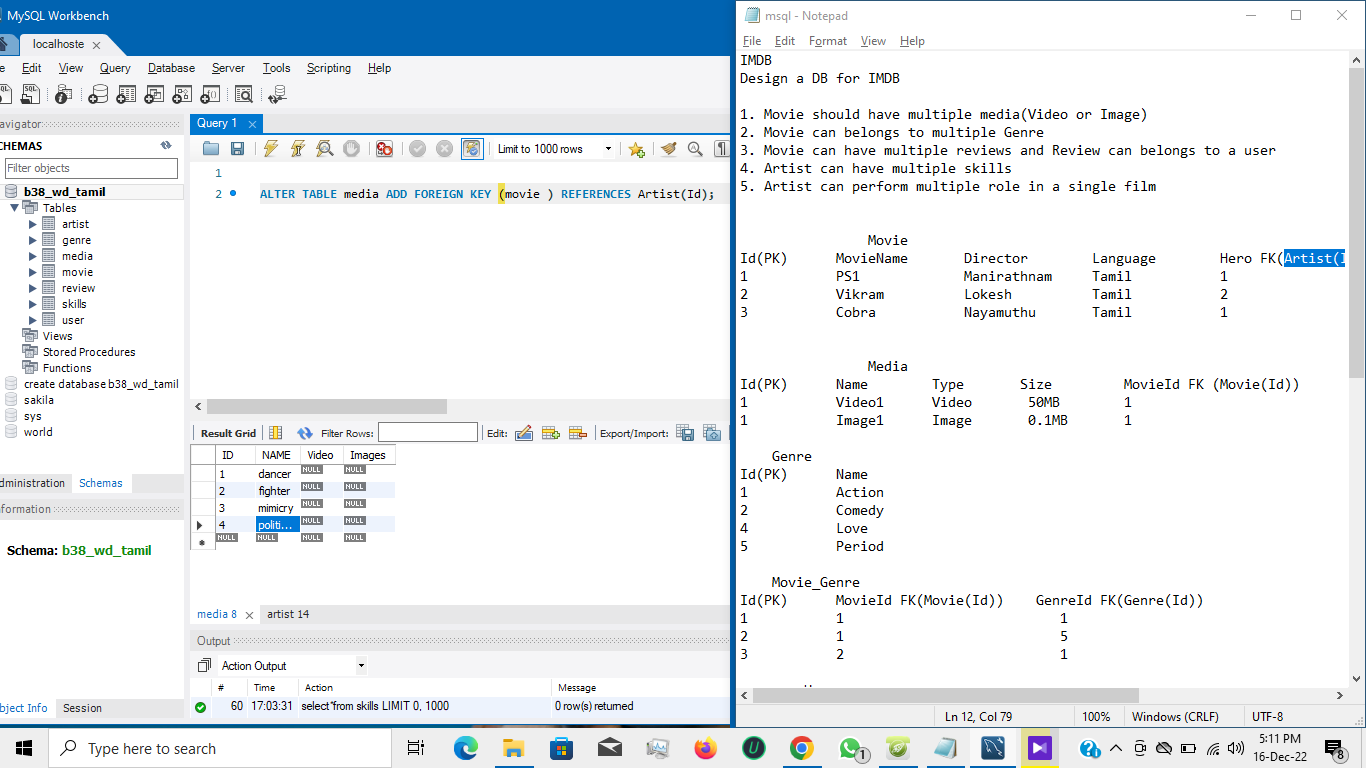 MySQL Workbench
localhoste
Edit View Query Database Server Tools Scripting Help
Query 1
avigator
CHEMAS
Filter objects
b38_wd_tamil
Tables
artist
genre
media
movie
review
skills
user
Views
Stored Procedures
Functions
create database b38_wd_tamil
sakila
sys
world
dministration Schemas
formation
Schema: b38_wd_tamil
bject Info Session
Limit to 1000 rows
1
2 ALTER TABLE media ADD FOREIGN KEY (movie ) REFERENCES Artist(Id);
Result Grid Filter Rows: Edit: Export/Import:
ID NAME Video Images
1 dancer NULL NULL
2 fighter NULL NULL
3 mimicry NULL NULL
4 politi... NULL NULL
NULL NULL NULL NULL
media 8 artist 14
Output
Action Output
# Time Action Message
60 17:03:31 select*from skills LIMIT 0, 1000 0 row(s) returned
msql - Notepad
File Edit Format View Help
IMDB
Design a DB for IMDB
1. Movie should have multiple media(Video or Image)
2. Movie can belongs to multiple Genre
3. Movie can have multiple reviews and Review can belongs to a user
4. Artist can have multiple skills
5. Artist can perform multiple role in a single film
Movie
Id(PK) MovieName Director Language Hero FK(Artist(I
1 PS1 Manirathnam Tamil 1
2 Vikram Lokesh Tamil 2
3 Cobra Nayamuthu Tamil 1
Media
Id(PK) Name Type Size MovieId FK (Movie(Id))
1 Video1 Video 50MB 1
1 Image1 Image 0.1MB 1
Genre
Id(PK) Name
1 Action
2 Comedy
4 Love
5 Period
Movie_Genre
Id(PK) MovieId FK(Movie(Id)) GenreId FK(Genre(Id))
1 1 1
2 1 5
3 2 1
Ln 12, Col 79 100% Windows (CRLF) UTF-8
Type here to search
1
5:11 PM
16-Dec-22
8